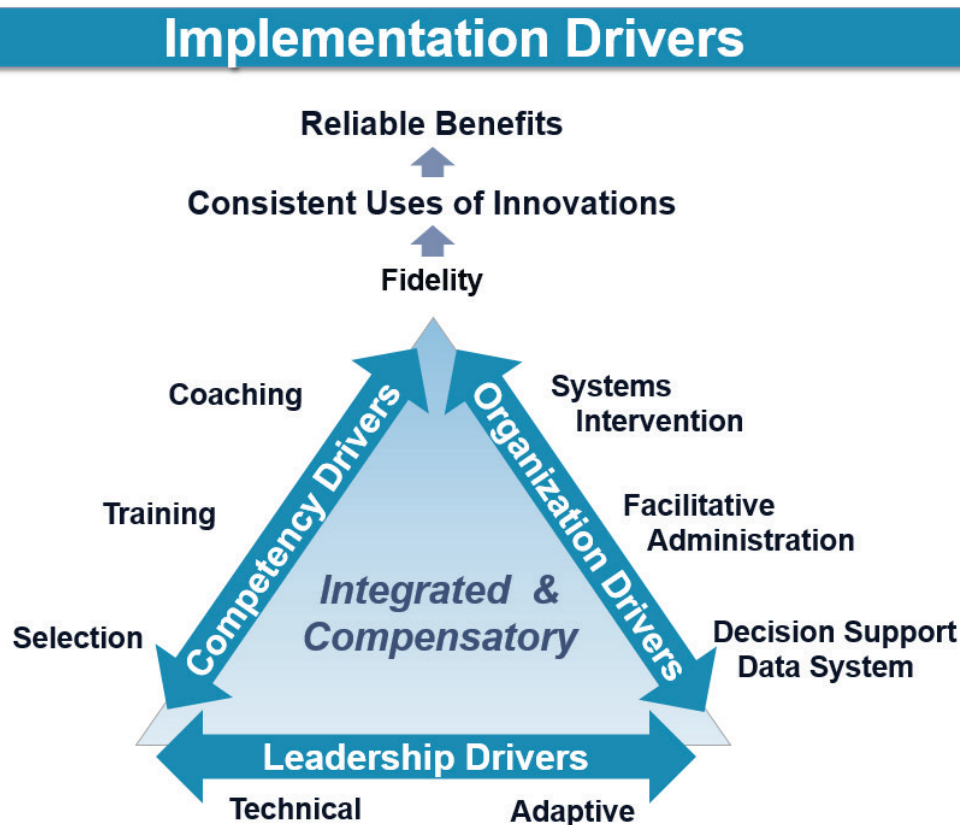 Implementation Drivers
Reliable Benefits
Consistent Uses of Innovations
Fidelity
Coaching
Training
Selection
Competency Drivers
Integrated &
Compensatory
Organization Drivers
Systems
Intervention
Facilitative
Administration
Decision Support
Data System
Leadership Drivers
Technical
Adaptive